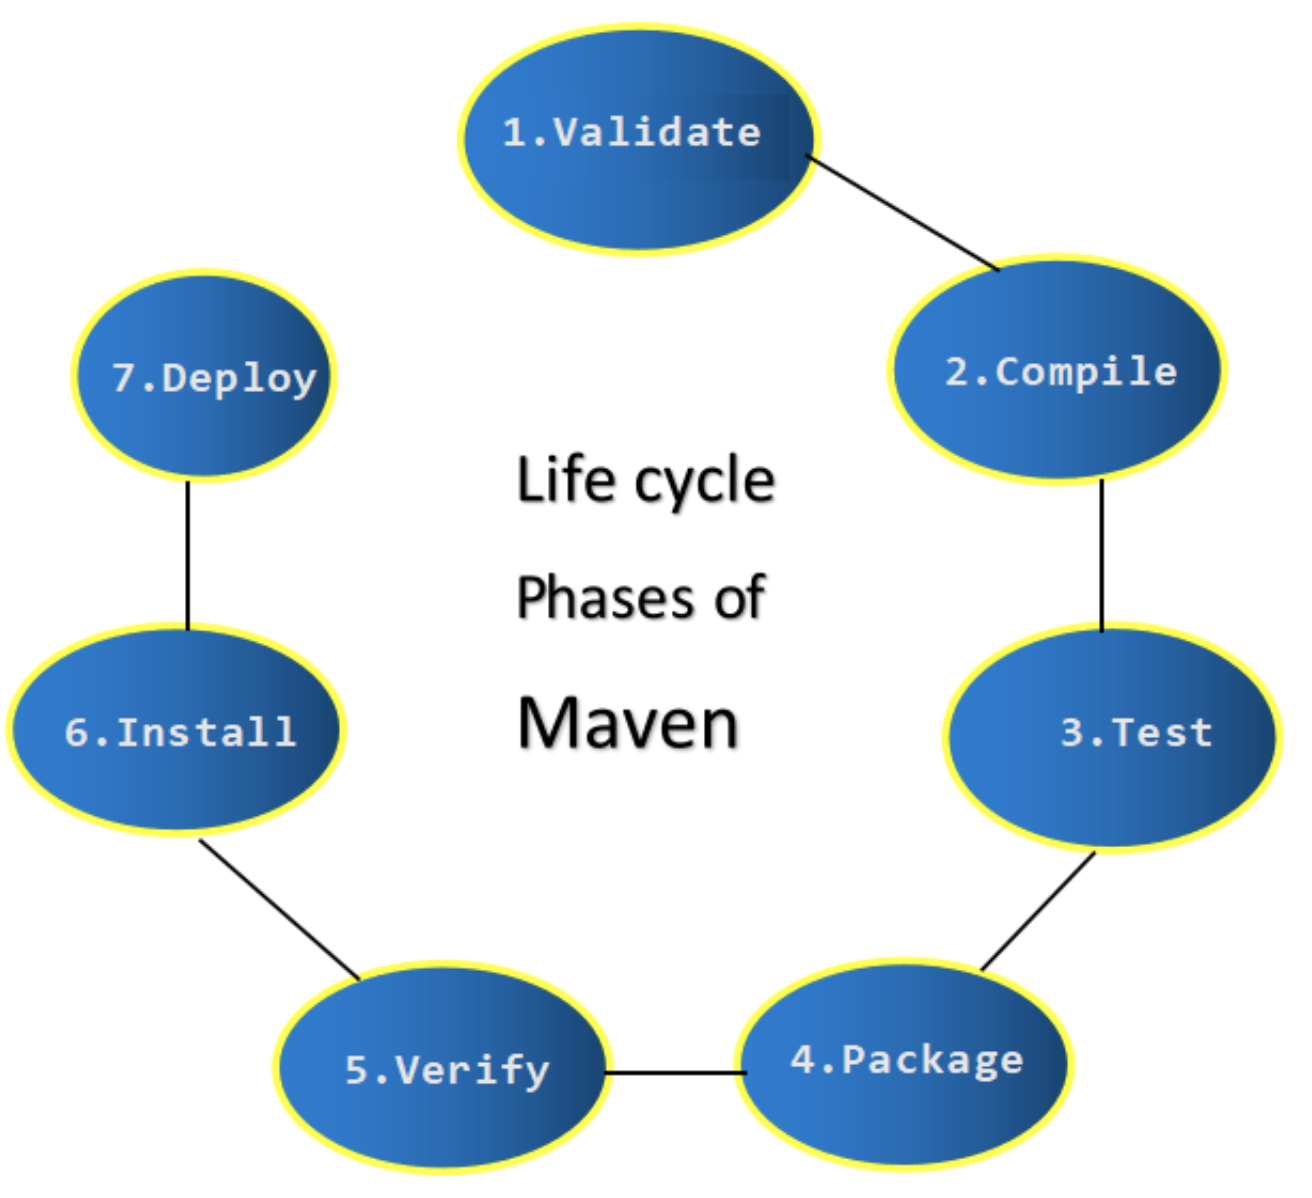 1.Validate
2.Compile
3.Test
4.Package
5.Verify
6.Install
7.Deploy
Life cycle
Phases of
Maven